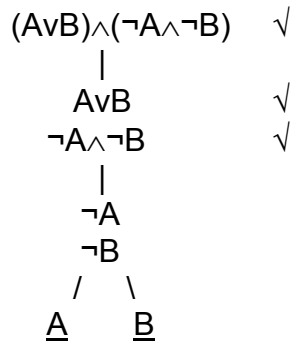 (AvB)∧(¬A∧¬B) √
|
AvB √
¬A∧¬B √
|
¬A
¬B
/ \
A B